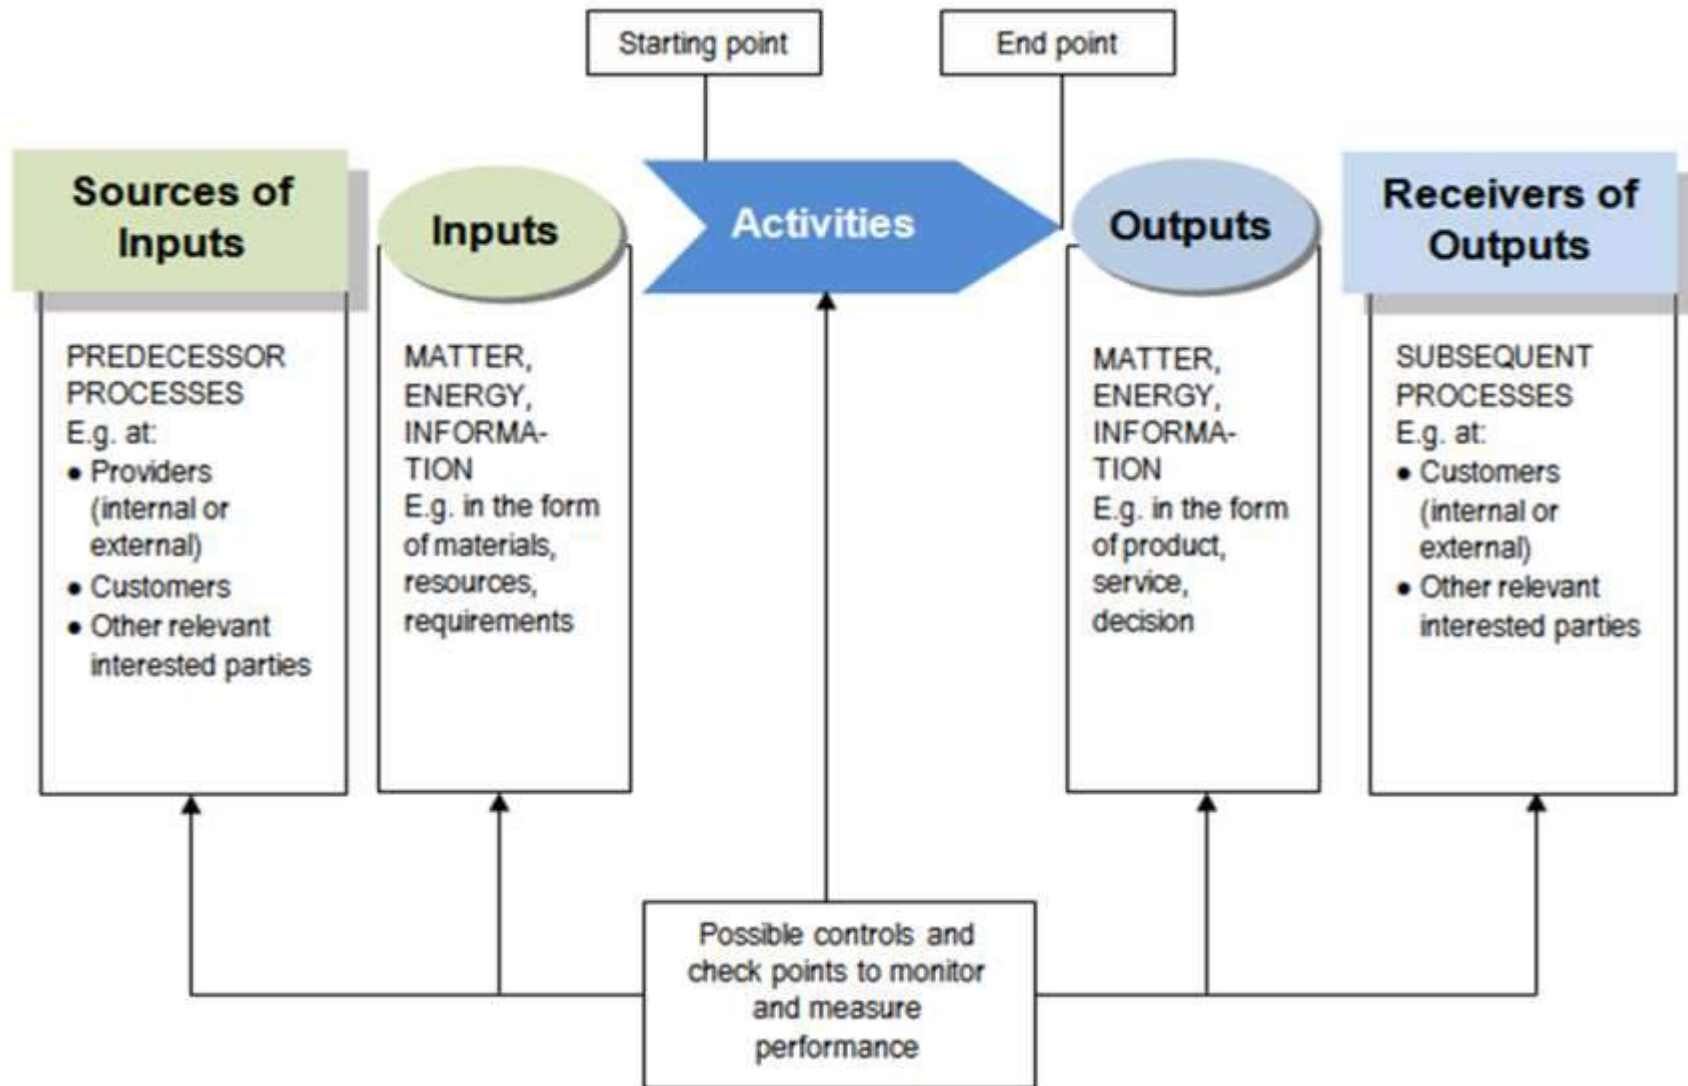 Starting point
End point
Sources of
Inputs
Inputs
Activities
Outputs
Receivers of
Outputs
PREDECESSOR
PROCESSES
E.g. at:
● Providers
(internal or
external)
● Customers
● Other relevant
interested parties
MATTER,
ENERGY,
INFORMA-
TION
E.g. in the form
of materials,
resources,
requirements
MATTER,
ENERGY,
INFORMA-
TION
E.g. in the form
of product,
service,
decision
SUBSEQUENT
PROCESSES
E.g. at:
● Customers
(internal or
external)
● Other relevant
interested parties
Possible controls and
check points to monitor
and measure
performance